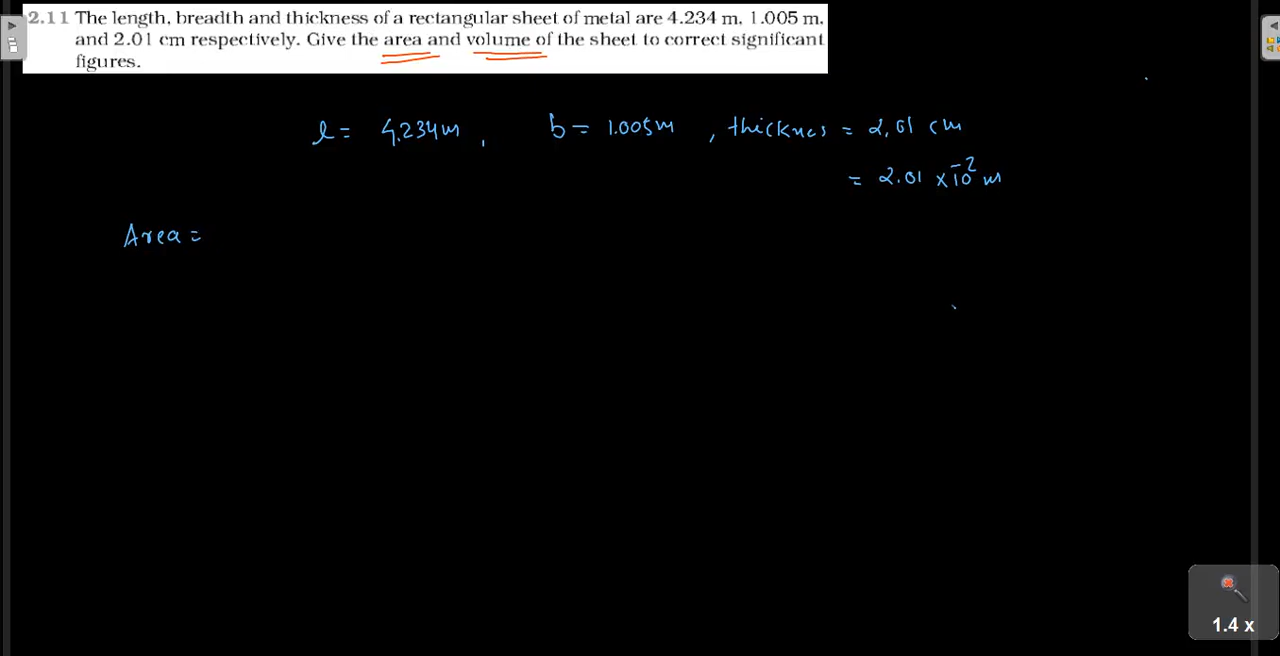 2.11 The length, breadth and thickness of a rectangular sheet of metal are 4.234 m, 1.005 m,
and 2.01 cm respectively. Give the area and volume of the sheet to correct significant
figures.
l = 4.234m, b = 1.005m, thicknes = 2.01 cm
= 2.01 × 10⁻² m
Area =
1.4 x